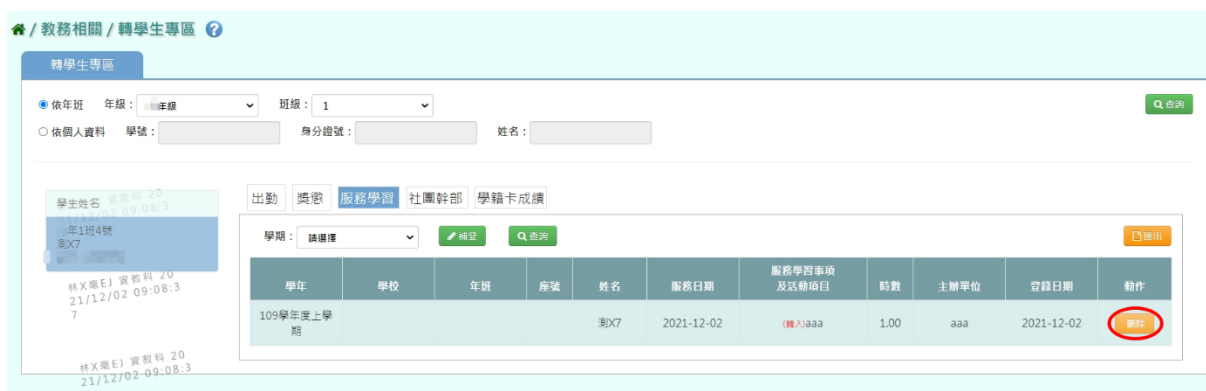 / 教務相關 / 轉學生專區
轉學生專區
依年班 年級： 年級 班級： 1 查詢
依個人資料 學號： 身分證號： 姓名：
學生姓名
年1班4號
測X7
林X毫EJ 資教科 20
21/12/02 09:08:3
7
林X毫EJ 資教科 20
21/12/02 09:08:3
出勤 獎懲 服務學習 社團幹部 學籍卡成績
學期： 請選擇 補登 查詢 匯出
學年 學校 年班 座號 姓名 服務日期 服務學習事項
及活動項目 時數 主辦單位 登錄日期 動作
109學年度上學
期 測X7 2021-12-02 (轉入)aaa 1.00 aaa 2021-12-02 刪除